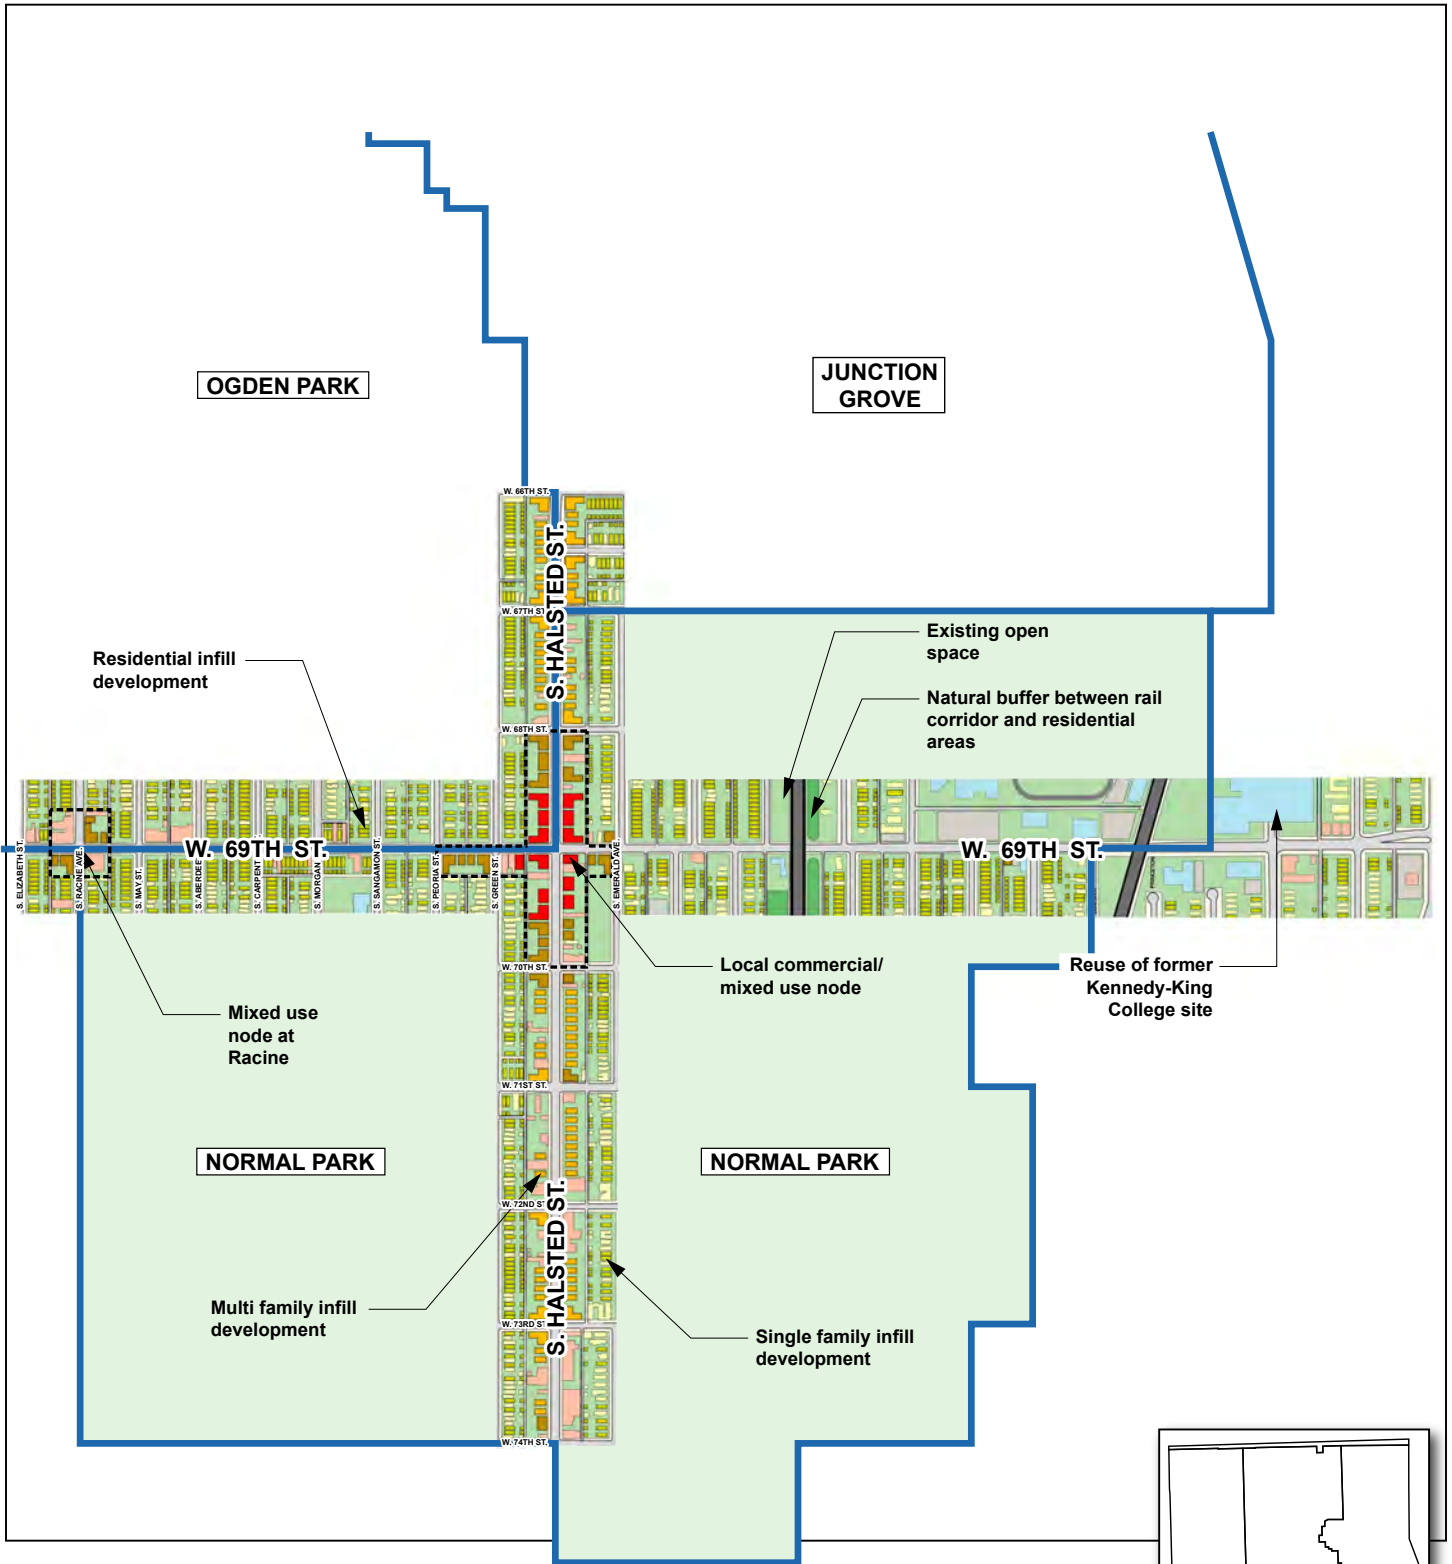 OGDEN PARK
JUNCTION
GROVE
W. 66TH ST.
S. HALSTED ST.
W. 67TH ST.
Residential infill
development
Existing open
space
Natural buffer between rail
corridor and residential
areas
W. 68TH ST.
W. 69TH ST.
W. 69TH ST.
S. ELIZABETH ST.
S. RACINE AVE.
S. MAY ST.
S. ABERDEE
S. CARPENT
S. MORGAN
S. SANGAMON ST.
S. PEORIA ST.
S. GREEN ST.
S. EMERALD AVE.
W. 70TH ST.
Local commercial/
mixed use node
Reuse of former
Kennedy-King
College site
Mixed use
node at
Racine
W. 71ST ST.
NORMAL PARK
NORMAL PARK
W. 72ND ST
S. HALSTED ST.
Multi family infill
development
W. 73RD ST
Single family infill
development
W. 74TH ST.